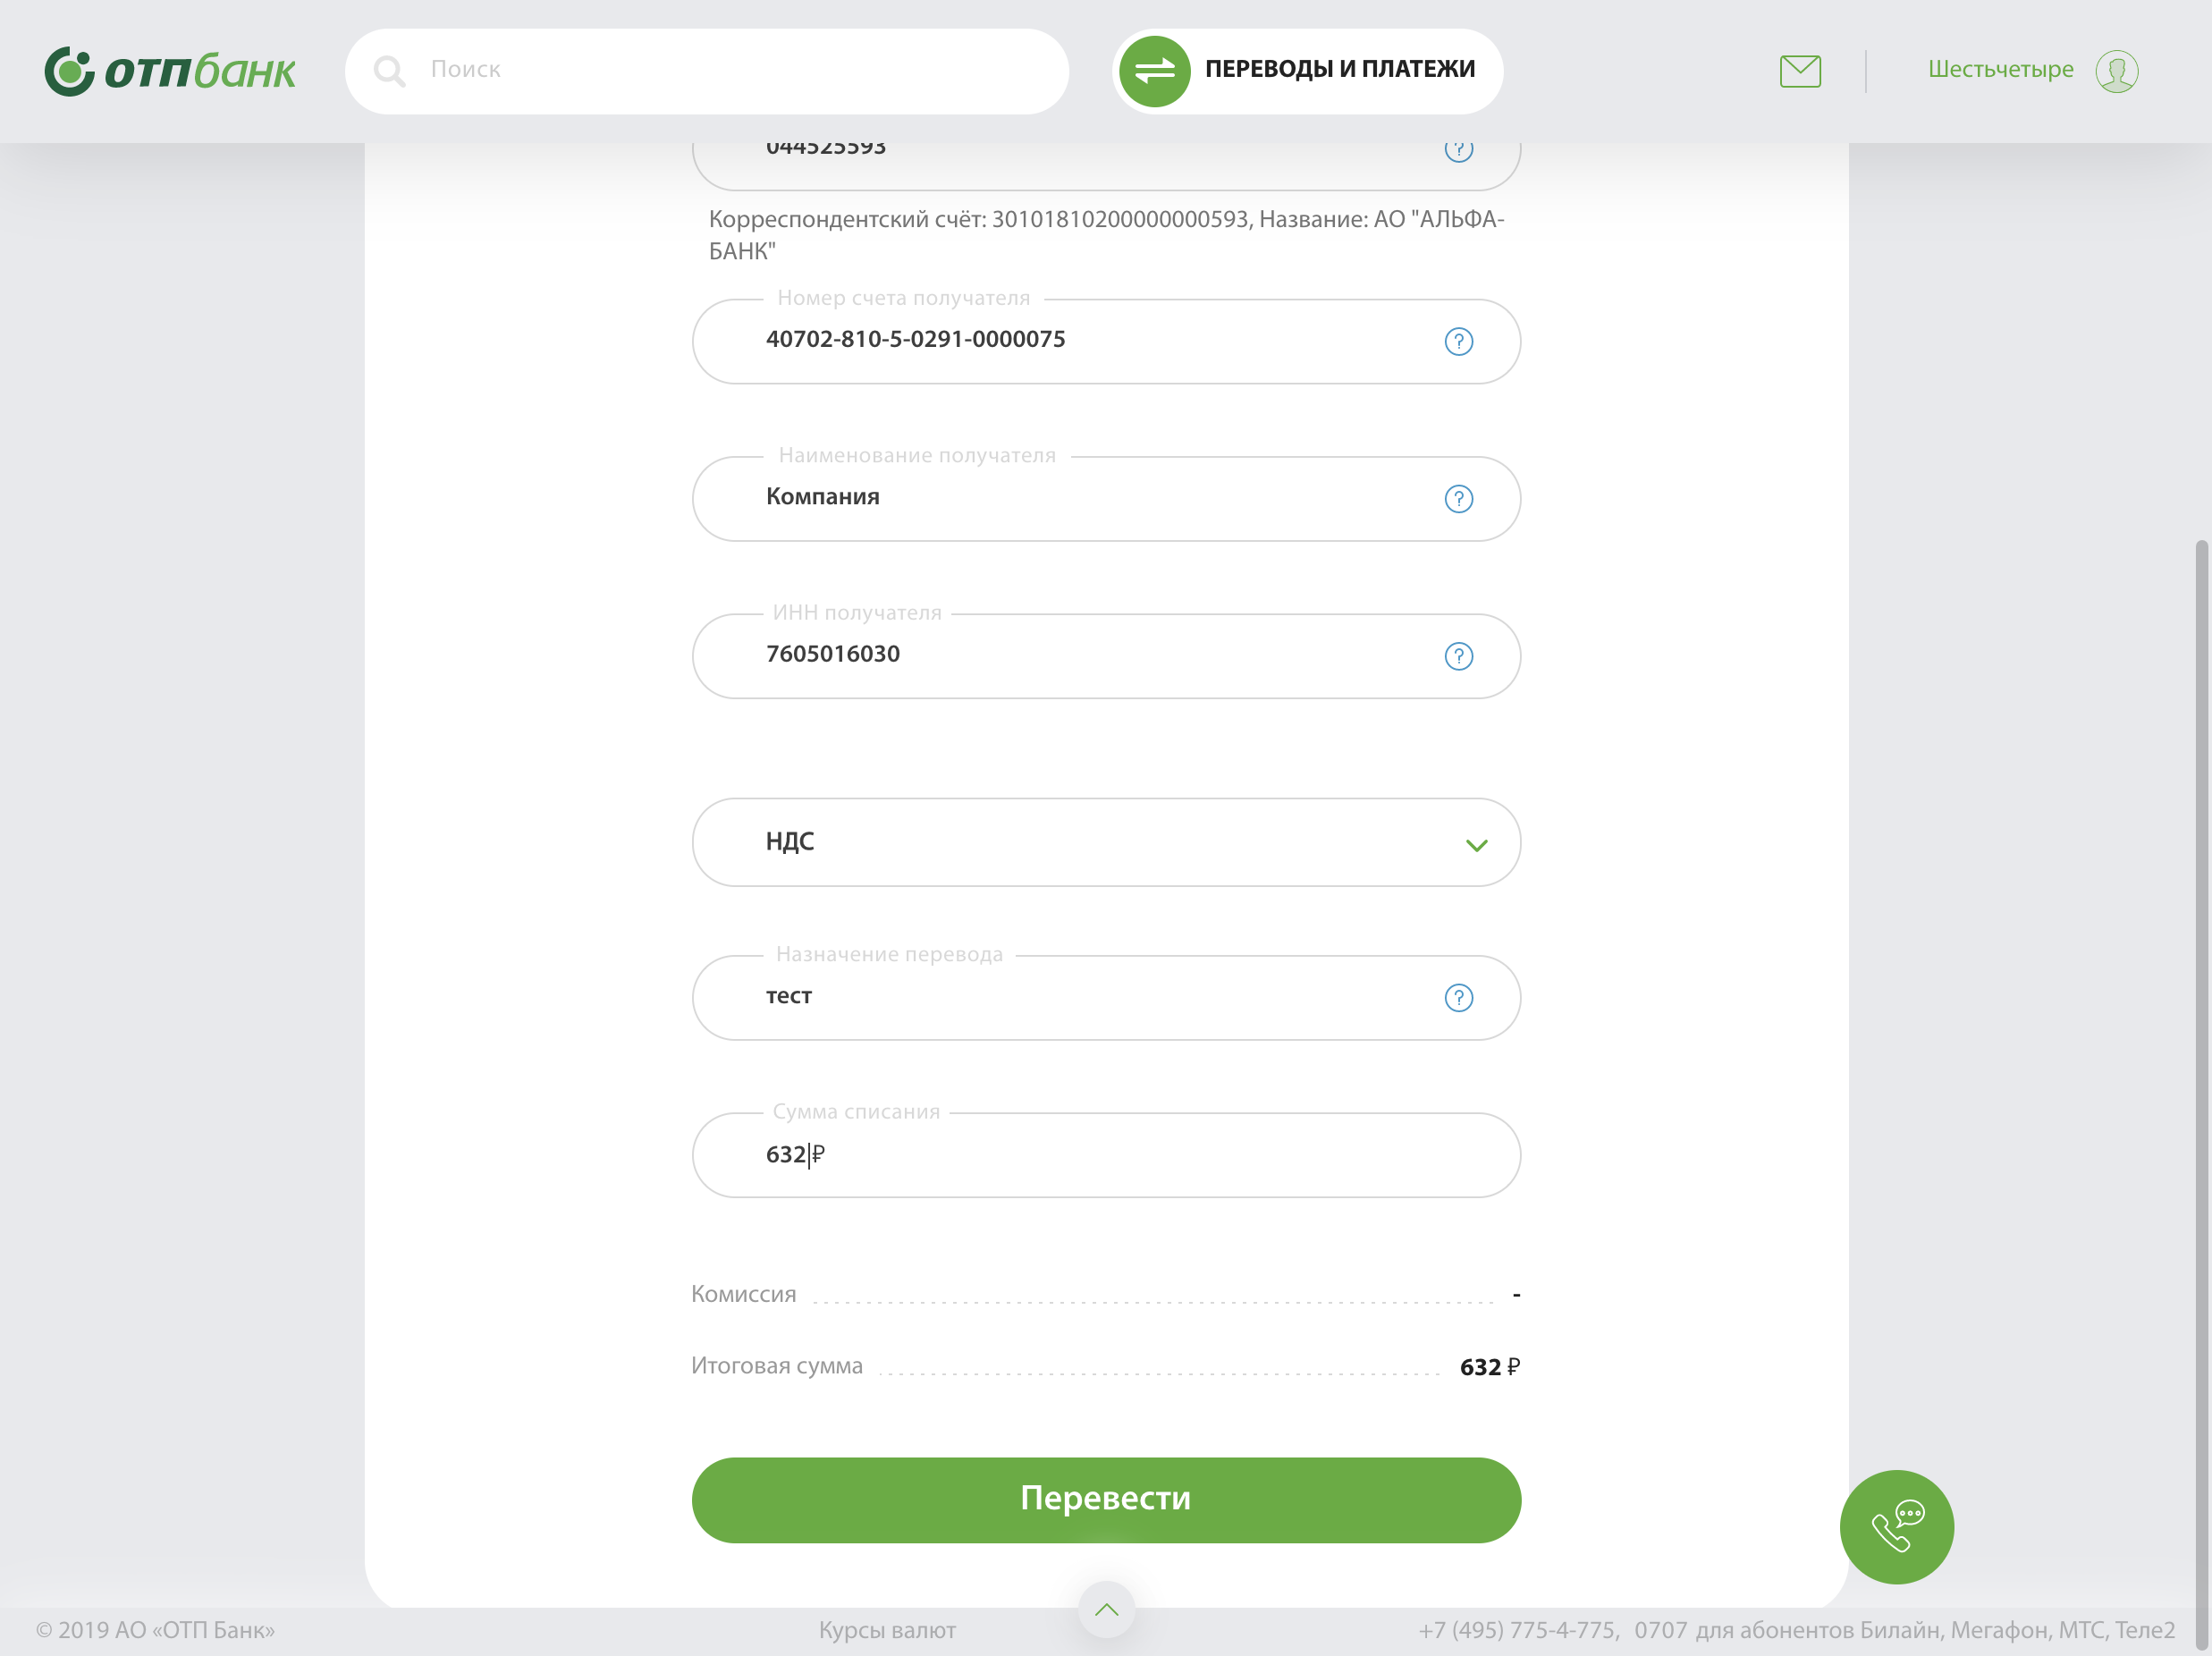 отпбанк
Поиск
ПЕРЕВОДЫ И ПЛАТЕЖИ
Шестьчетыре
044525593
Корреспондентский счёт: 30101810200000000593, Название: АО "АЛЬФА-
БАНК"
Номер счета получателя
40702-810-5-0291-0000075
Наименование получателя
Компания
ИНН получателя
7605016030
НДС
Назначение перевода
тест
Сумма списания
632 ₽
Комиссия -
Итоговая сумма 632 ₽
Перевести
© 2019 АО «ОТП Банк»
Курсы валют
+7 (495) 775-4-775, 0707 для абонентов Билайн, Мегафон, МТС, Теле2